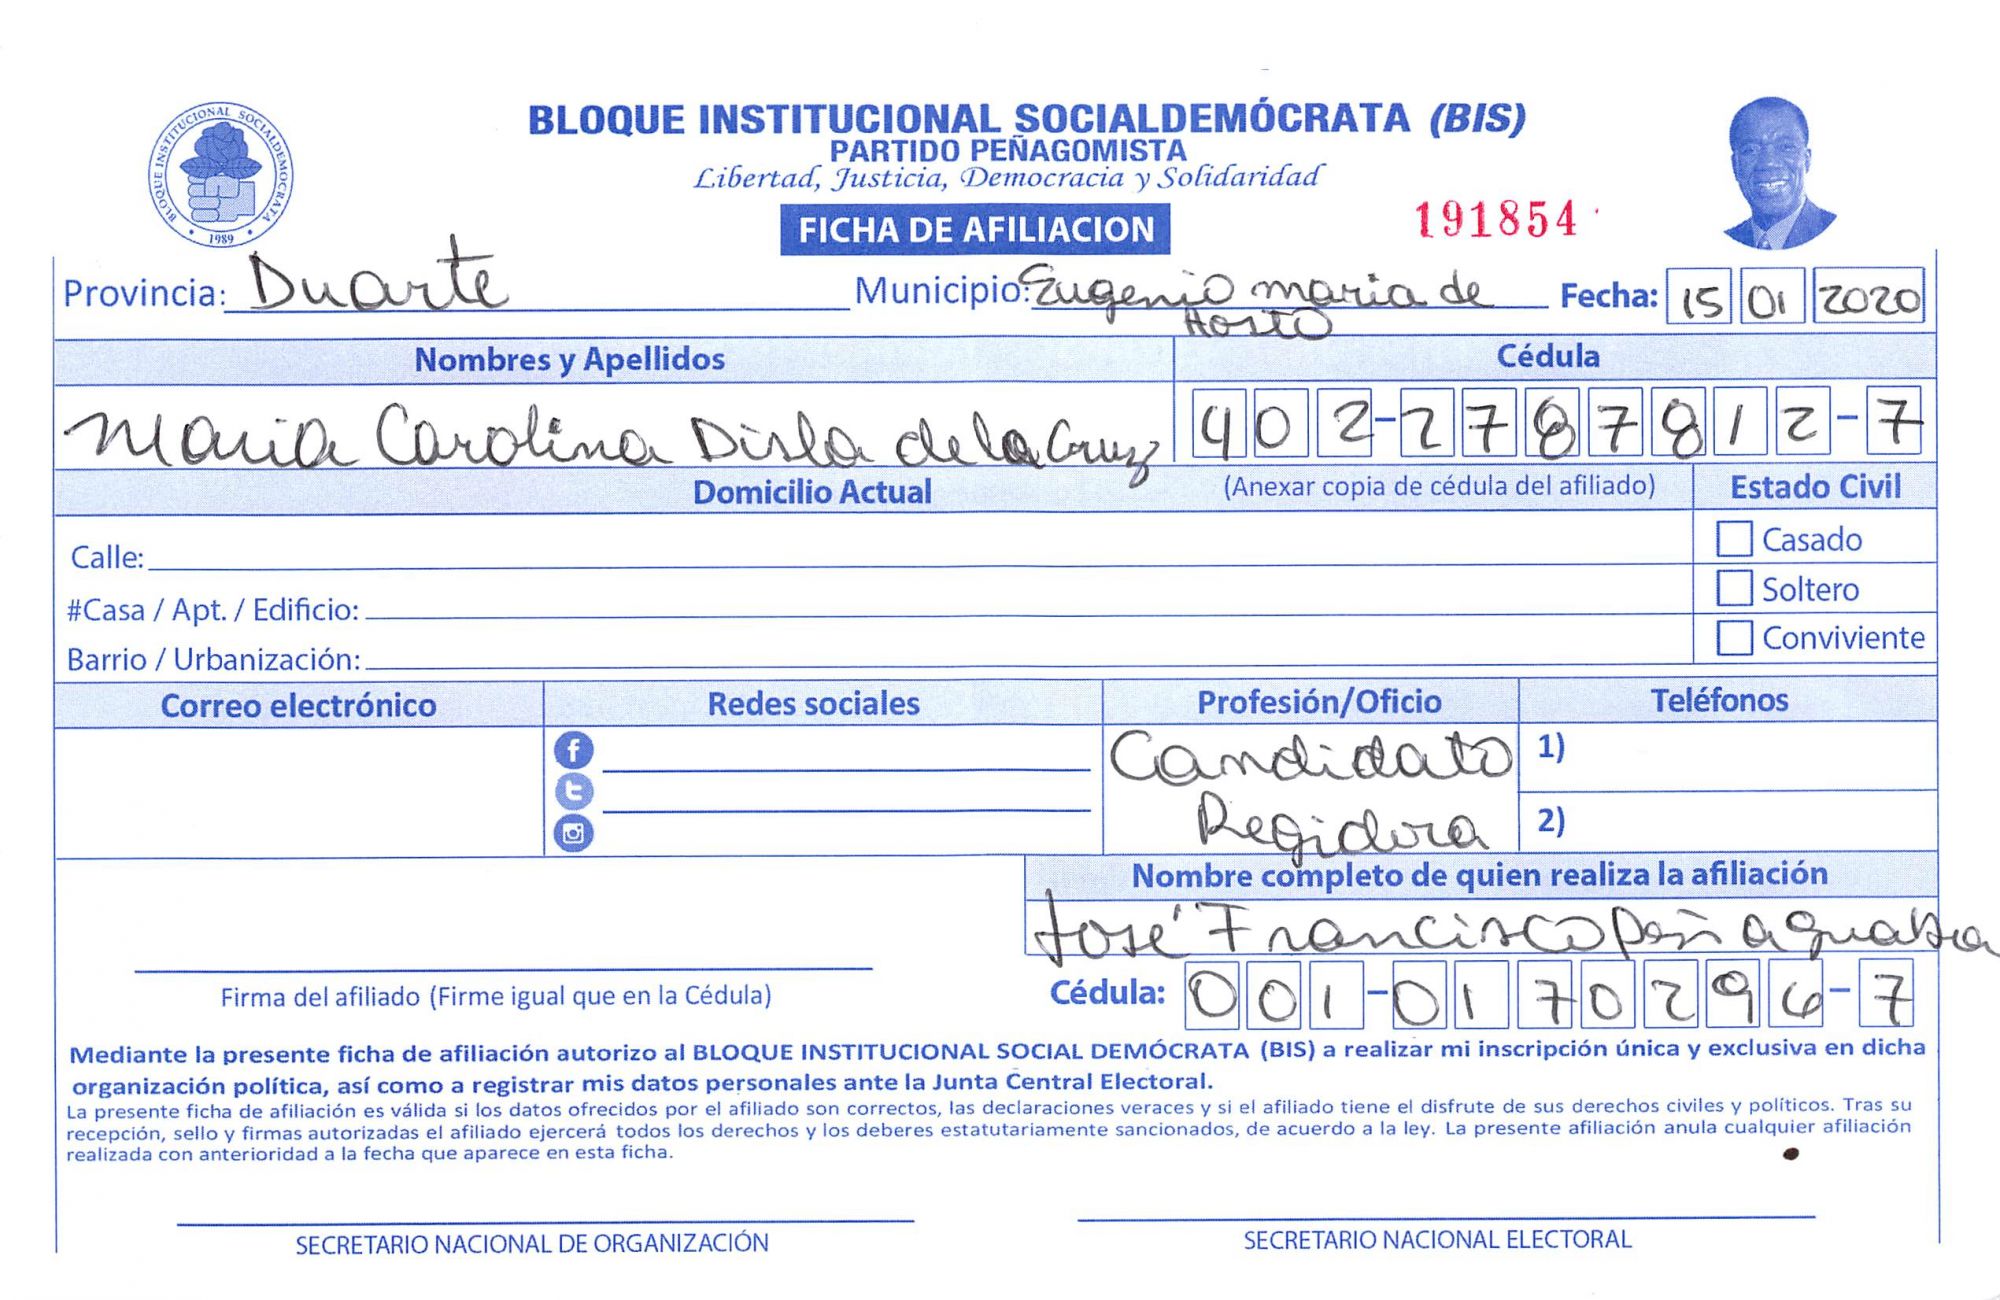 BLOQUE INSTITUCIONAL SOCIALDEMOCRATA
1989
BLOQUE INSTITUCIONAL SOCIALDEMÓCRATA (BIS)
PARTIDO PEÑAGOMISTA
Libertad, Justicia, Democracia y Solidaridad
FICHA DE AFILIACION
191854
Provincia: Duarte Municipio: Eugenio maria de Hosto Fecha: 15 01 2020
Nombres y Apellidos Cédula
Maria Carolina Disla de la Cruz 402-2787812-7
Domicilio Actual (Anexar copia de cédula del afiliado) Estado Civil
Calle: Casado
#Casa / Apt. / Edificio: Soltero
Barrio / Urbanización: Conviviente
Correo electrónico Redes sociales Profesión/Oficio Teléfonos
Candidato 1)
Regidora 2)
Nombre completo de quien realiza la afiliación
José Francisco Peña Guaba
Firma del afiliado (Firme igual que en la Cédula) Cédula: 001-0170296-7
Mediante la presente ficha de afiliación autorizo al BLOQUE INSTITUCIONAL SOCIAL DEMÓCRATA (BIS) a realizar mi inscripción única y exclusiva en dicha
organización política, así como a registrar mis datos personales ante la Junta Central Electoral.
La presente ficha de afiliación es válida si los datos ofrecidos por el afiliado son correctos, las declaraciones veraces y si el afiliado tiene el disfrute de sus derechos civiles y políticos. Tras su
recepción, sello y firmas autorizadas el afiliado ejercerá todos los derechos y los deberes estatutariamente sancionados, de acuerdo a la ley. La presente afiliación anula cualquier afiliación
realizada con anterioridad a la fecha que aparece en esta ficha.
SECRETARIO NACIONAL DE ORGANIZACIÓN SECRETARIO NACIONAL ELECTORAL